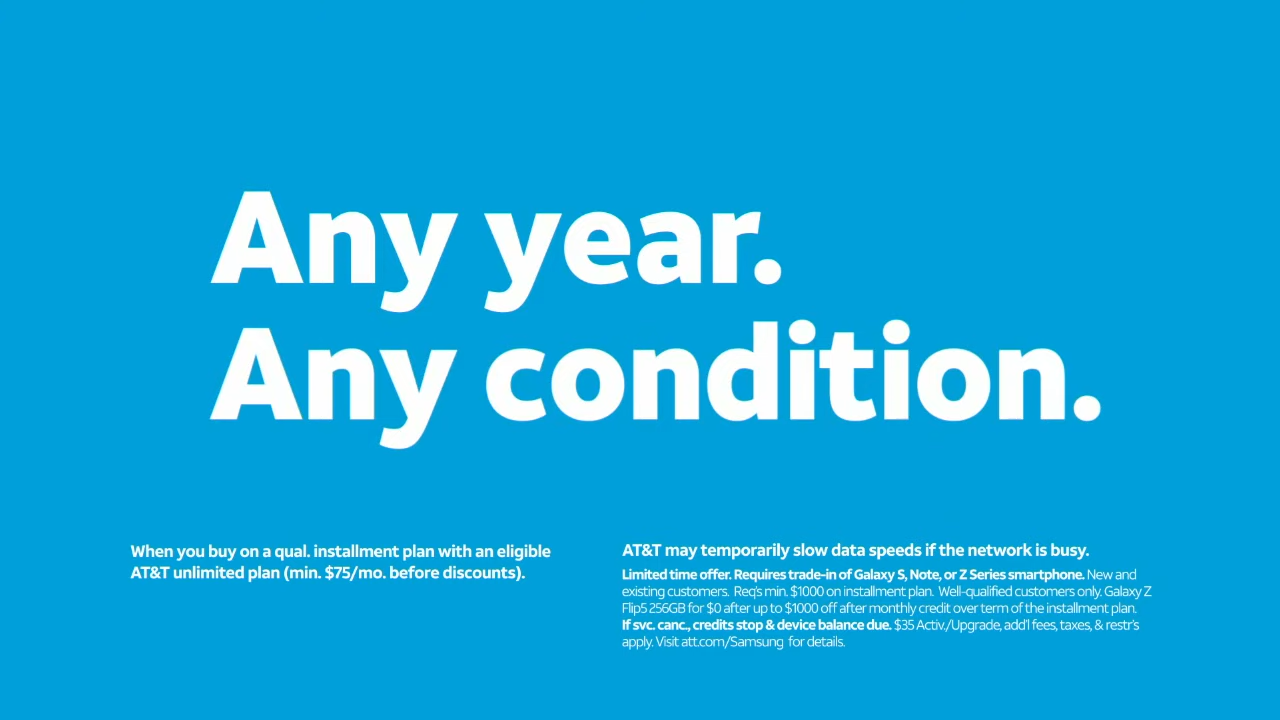 Any year.
Any condition.
When you buy on a qual. installment plan with an eligible
AT&T unlimited plan (min. $75/mo. before discounts).
AT&T may temporarily slow data speeds if the network is busy.
Limited time offer. Requires trade-in of Galaxy S, Note, or Z Series smartphone. New and
existing customers. Req's min. $1000 on installment plan. Well-qualified customers only. Galaxy Z
Flip5 256GB for $0 after up to $1000 off after monthly credit over term of the installment plan.
If svc. canc., credits stop & device balance due. $35 Activ./Upgrade, add'l fees, taxes, & restr's
apply. Visit att.com/Samsung for details.